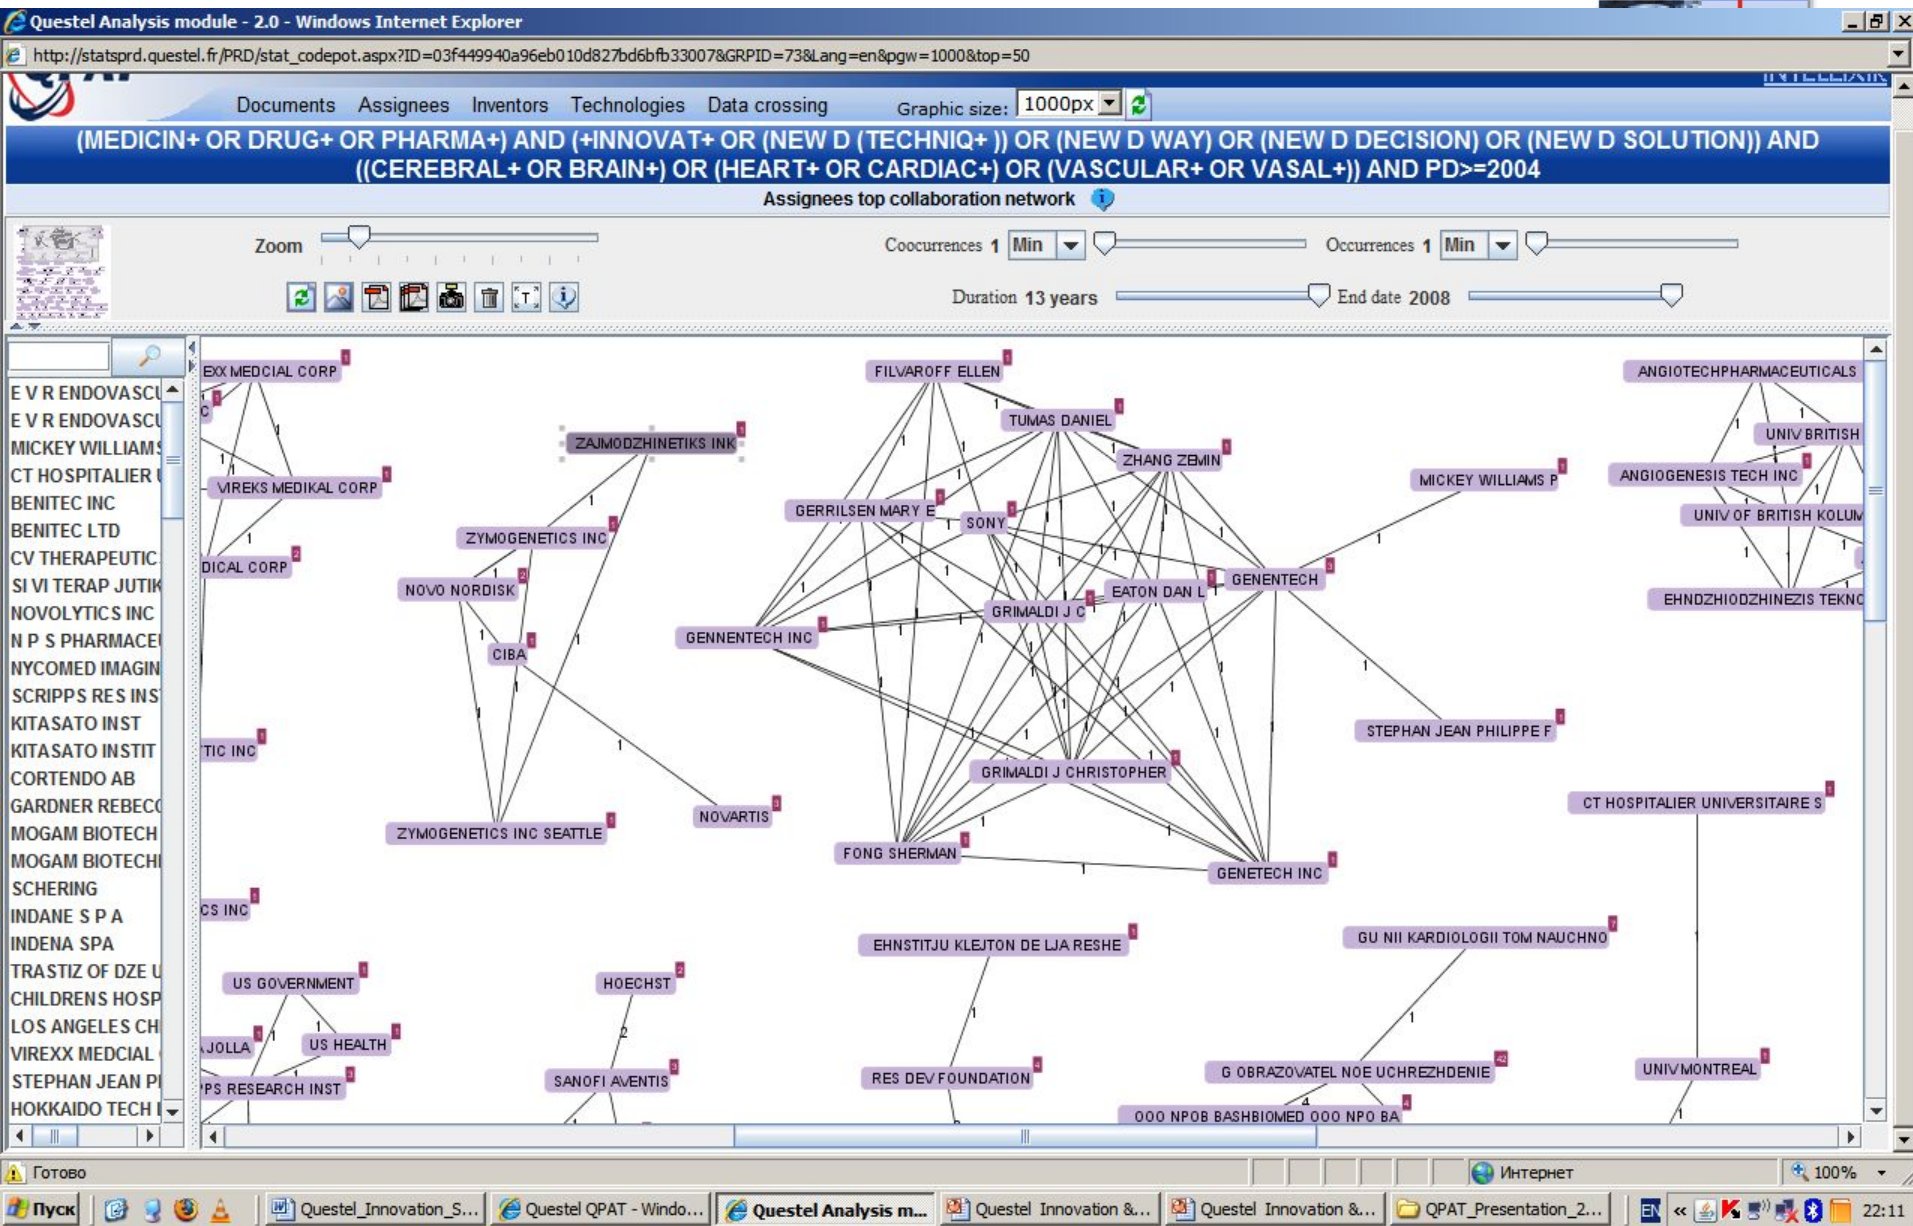 Questel Analysis module - 2.0 - Windows Internet Explorer
http://statsprd.questel.fr/PRD/stat_codepot.aspx?ID=03f449940a96eb010d827bd6bfb33007&GRPID=73&Lang=en&pgw=1000&top=50
Documents Assignees Inventors Technologies Data crossing Graphic size: 1000px
(MEDICIN+ OR DRUG+ OR PHARMA+) AND (+INNOVAT+ OR (NEW D (TECHNIQ+ )) OR (NEW D WAY) OR (NEW D DECISION) OR (NEW D SOLUTION)) AND
((CEREBRAL+ OR BRAIN+) OR (HEART+ OR CARDIAC+) OR (VASCULAR+ OR VASAL+)) AND PD>=2004
Assignees top collaboration network
Zoom Coocurrences 1 Min Occurrences 1 Min
Duration 13 years End date 2008
E V R ENDOVASCU
E V R ENDOVASCU
MICKEY WILLIAMS
CT HOSPITALIER
BENITEC INC
BENITEC LTD
CV THERAPEUTIC
SI VI TERAP JUTIK
NOVOLYTICS INC
N P S PHARMACE
NYCOMED IMAGIN
SCRIPPS RES INS
KITASATO INST
KITASATO INSTIT
CORTENDO AB
GARDNER REBECC
MOGAM BIOTECH
MOGAM BIOTECH
SCHERING
INDANE S P A
INDENA SPA
TRASTIZ OF DZE U
CHILDRENS HOSP
LOS ANGELES CH
VIREXX MEDCIAL
STEPHAN JEAN P
HOKKAIDO TECH
EXX MEDCIAL CORP
FILVAROFF ELLEN
ANGIOTECHPHARMACEUTICALS
TUMAS DANIEL
UNIV BRITISH
ZAJMODZHINETIKS INK
ZHANG ZEMIN
MICKEY WILLIAMS P
ANGIOGENESIS TECH INC
VIREKS MEDIKAL CORP
GERRILSEN MARY E
SONY
UNIV OF BRITISH KOLUM
ZYMOGENETICS INC
DICAL CORP
NOVO NORDISK
GENENTECH
EATON DAN L
EHNDZHIODZHINEZIS TEKNO
GRIMALDI J C
GENNENTECH INC
CIBA
STEPHAN JEAN PHILIPPE F
TIC INC
GRIMALDI J CHRISTOPHER
CT HOSPITALIER UNIVERSITAIRE S
NOVARTIS
ZYMOGENETICS INC SEATTLE
FONG SHERMAN
GENETECH INC
CS INC
EHNSTITJU KLEJTON DE LJA RESHE
GU NII KARDIOLOGII TOM NAUCHNO
US GOVERNMENT
HOECHST
US HEALTH
JOLLA
SANOFI AVENTIS
RES DEV FOUNDATION
G OBRAZOVATEL NOE UCHREZHDENIE
UNIV MONTREAL
PPS RESEARCH INST
OOO NPOB BASHBIOMED OOO NPO BA
Готово Интернет 100%
Пуск Questel_Innovation_S... Questel QPAT - Windo... Questel Analysis m... Questel Innovation &... Questel Innovation &... QPAT_Presentation_2... EN « 22:11